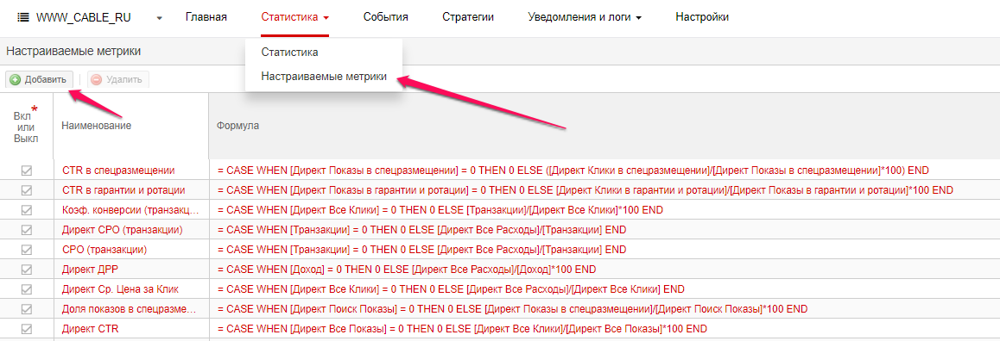 WWW_CABLE_RU Главная Статистика События Стратегии Уведомления и логи Настройки
Настраиваемые метрики
Статистика
Настраиваемые метрики
Добавить Удалить
Вкл *
или
Выкл
Наименование Формула
CTR в спецразмещении = CASE WHEN [Директ Показы в спецразмещении] = 0 THEN 0 ELSE ([Директ Клики в спецразмещении]/[Директ Показы в спецразмещении]*100) END
CTR в гарантии и ротации = CASE WHEN [Директ Показы в гарантии и ротации] = 0 THEN 0 ELSE [Директ Клики в гарантии и ротации]/[Директ Показы в гарантии и ротации]*100 END
Коэф. конверсии (транзакц... = CASE WHEN [Директ Все Клики] = 0 THEN 0 ELSE [Транзакции]/[Директ Все Клики]*100 END
Директ CPO (транзакции) = CASE WHEN [Транзакции] = 0 THEN 0 ELSE [Директ Все Расходы]/[Транзакции] END
CPO (транзакции) = CASE WHEN [Транзакции] = 0 THEN 0 ELSE [Директ Все Расходы]/[Транзакции] END
Директ ДРР = CASE WHEN [Доход] = 0 THEN 0 ELSE [Директ Все Расходы]/[Доход]*100 END
Директ Ср. Цена за Клик = CASE WHEN [Директ Все Клики] = 0 THEN 0 ELSE [Директ Все Расходы]/[Директ Все Клики] END
Доля показов в спецразме... = CASE WHEN [Директ Поиск Показы] = 0 THEN 0 ELSE [Директ Показы в спецразмещении]/[Директ Поиск Показы]*100 END
Директ CTR = CASE WHEN [Директ Все Показы] = 0 THEN 0 ELSE [Директ Все Клики]/[Директ Все Показы]*100 END